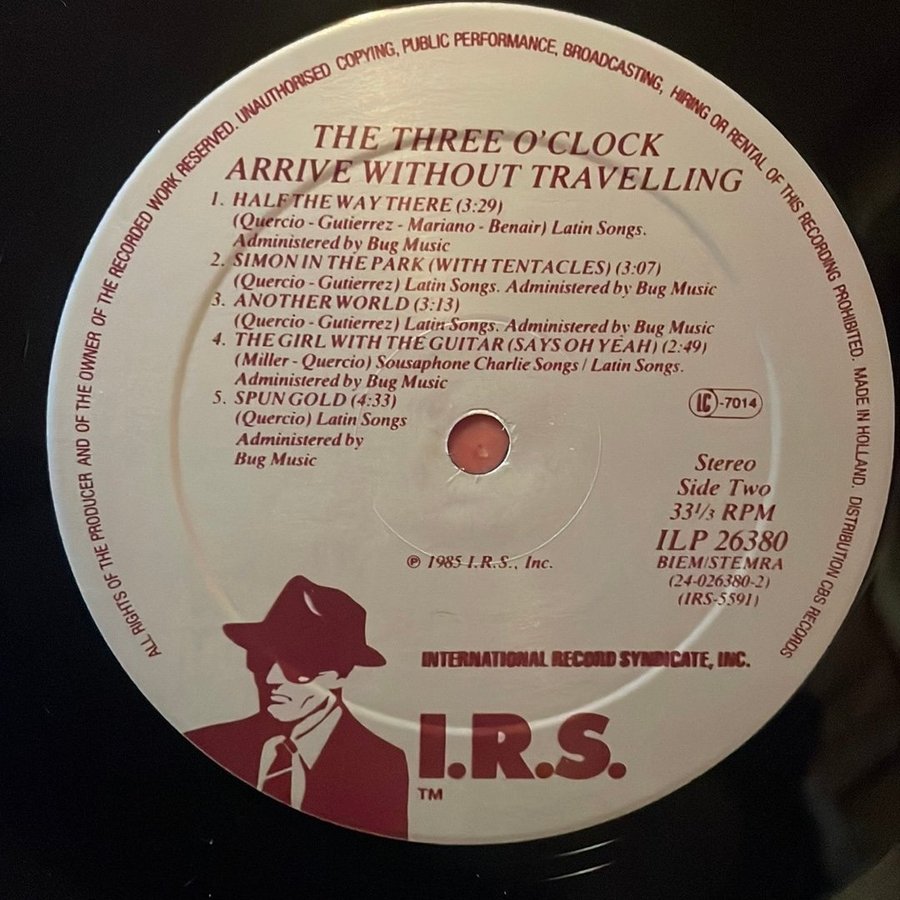 ALL RIGHTS OF THE PRODUCER AND OF THE OWNER OF THE RECORDED WORK RESERVED. UNAUTHORISED COPYING, PUBLIC PERFORMANCE, BROADCASTING, HIRING OR RENTAL OF THIS RECORDING PROHIBITED. MADE IN HOLLAND. DISTRIBUTION CBS RECORDS
THE THREE O'CLOCK
ARRIVE WITHOUT TRAVELLING
1. HALF THE WAY THERE (3:29)
(Quercio - Gutierrez - Mariano - Benair) Latin Songs.
Administered by Bug Music
2. SIMON IN THE PARK (WITH TENTACLES) (3:07)
(Quercio - Gutierrez) Latin Songs. Administered by Bug Music
3. ANOTHER WORLD (3:13)
(Quercio - Gutierrez) Latin Songs. Administered by Bug Music
4. THE GIRL WITH THE GUITAR (SAYS OH YEAH) (2:49)
(Miller - Quercio) Sousaphone Charlie Songs / Latin Songs.
Administered by Bug Music
5. SPUN GOLD (4:33)
(Quercio) Latin Songs
Administered by
Bug Music
LC-7014
Stereo
Side Two
33 1/3 RPM
ILP 26380
BIEM/STEMRA
(24-026380-2)
(IRS-5591)
℗ 1985 I.R.S., Inc.
INTERNATIONAL RECORD SYNDICATE, INC.
I.R.S.
TM